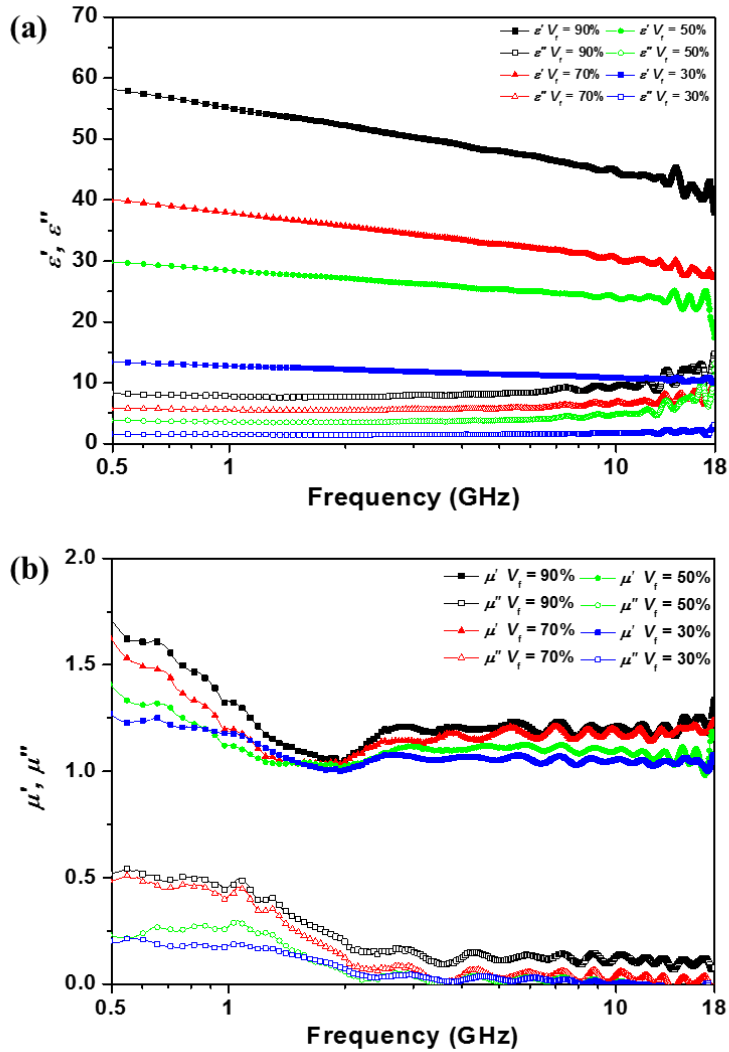 (a)
70
60
50
40
30
20
10
0
ε', ε''
ε' Vf = 90% ε' Vf = 50%
ε'' Vf = 90% ε'' Vf = 50%
ε' Vf = 70% ε' Vf = 30%
ε'' Vf = 70% ε'' Vf = 30%
0.5 1 10 18
Frequency (GHz)
(b)
2.0
1.5
1.0
0.5
0.0
μ', μ''
μ' Vf = 90% μ' Vf = 50%
μ'' Vf = 90% μ'' Vf = 50%
μ' Vf = 70% μ' Vf = 30%
μ'' Vf = 70% μ'' Vf = 30%
0.5 1 10 18
Frequency (GHz)